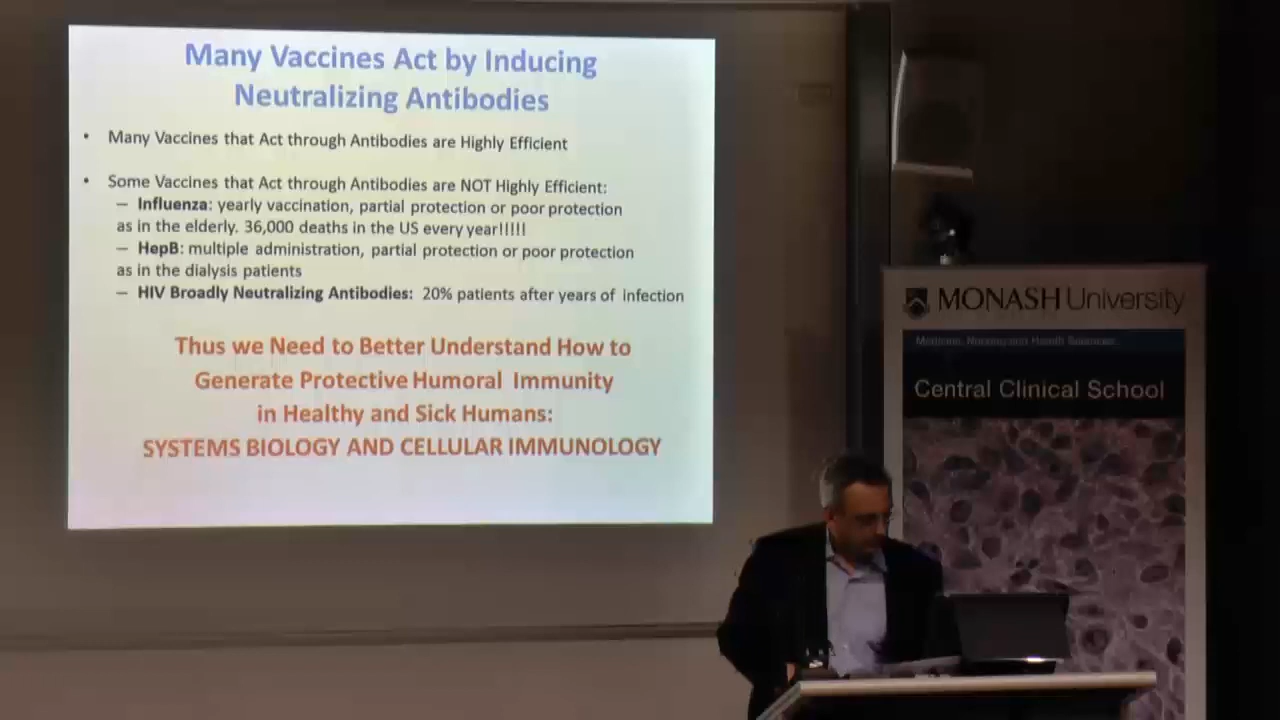 Many Vaccines Act by Inducing
Neutralizing Antibodies
• Many Vaccines that Act through Antibodies are Highly Efficient
• Some Vaccines that Act through Antibodies are NOT Highly Efficient:
– Influenza: yearly vaccination, partial protection or poor protection
as in the elderly. 36,000 deaths in the US every year!!!!!
– HepB: multiple administration, partial protection or poor protection
as in the dialysis patients
– HIV Broadly Neutralizing Antibodies: 20% patients after years of infection
Thus we Need to Better Understand How to
Generate Protective Humoral Immunity
in Healthy and Sick Humans:
SYSTEMS BIOLOGY AND CELLULAR IMMUNOLOGY
MONASH University
Medicine, Nursing and Health Sciences
Central Clinical School